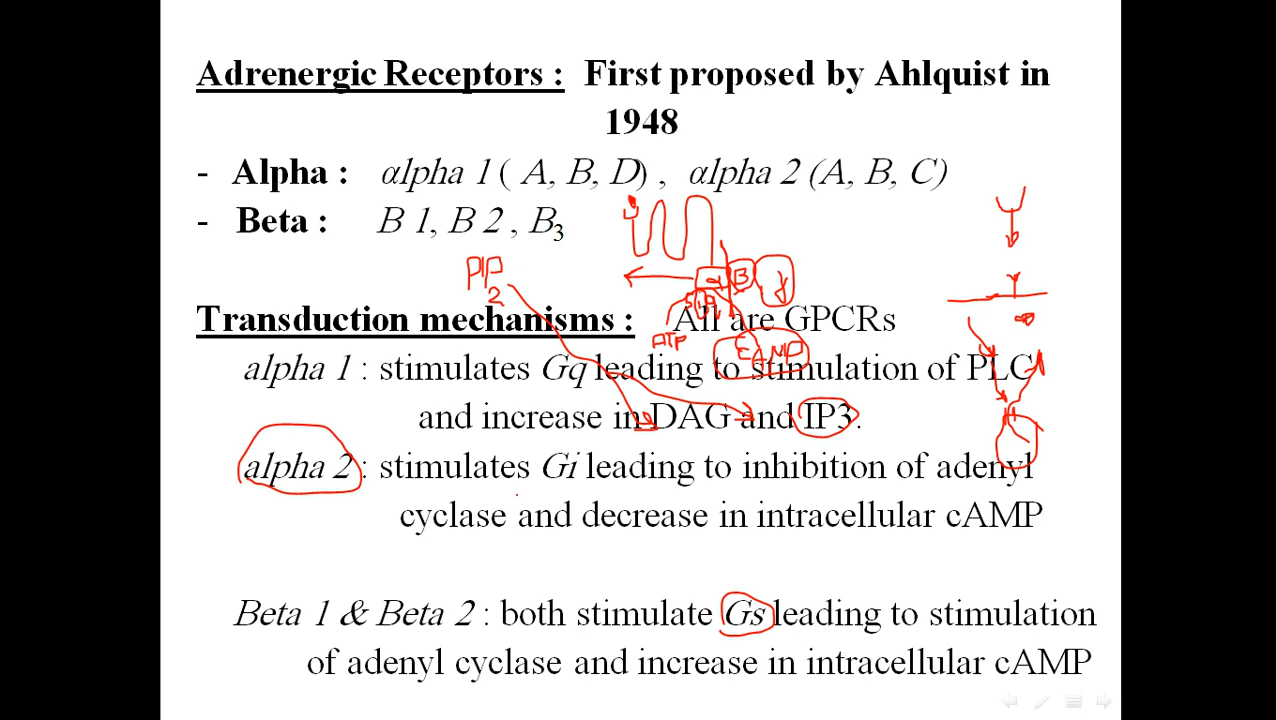 Adrenergic Receptors : First proposed by Ahlquist in
1948
- Alpha : αlpha 1 ( A, B, D) , αlpha 2 (A, B, C)
- Beta : B 1, B 2 , B3
PIP2
α B γ
Transduction mechanisms : All are GPCRs
ATP
cAMP
alpha 1 : stimulates Gq leading to stimulation of PLC
and increase in DAG and IP3.
alpha 2 : stimulates Gi leading to inhibition of adenyl
cyclase and decrease in intracellular cAMP
Beta 1 & Beta 2 : both stimulate Gs leading to stimulation
of adenyl cyclase and increase in intracellular cAMP